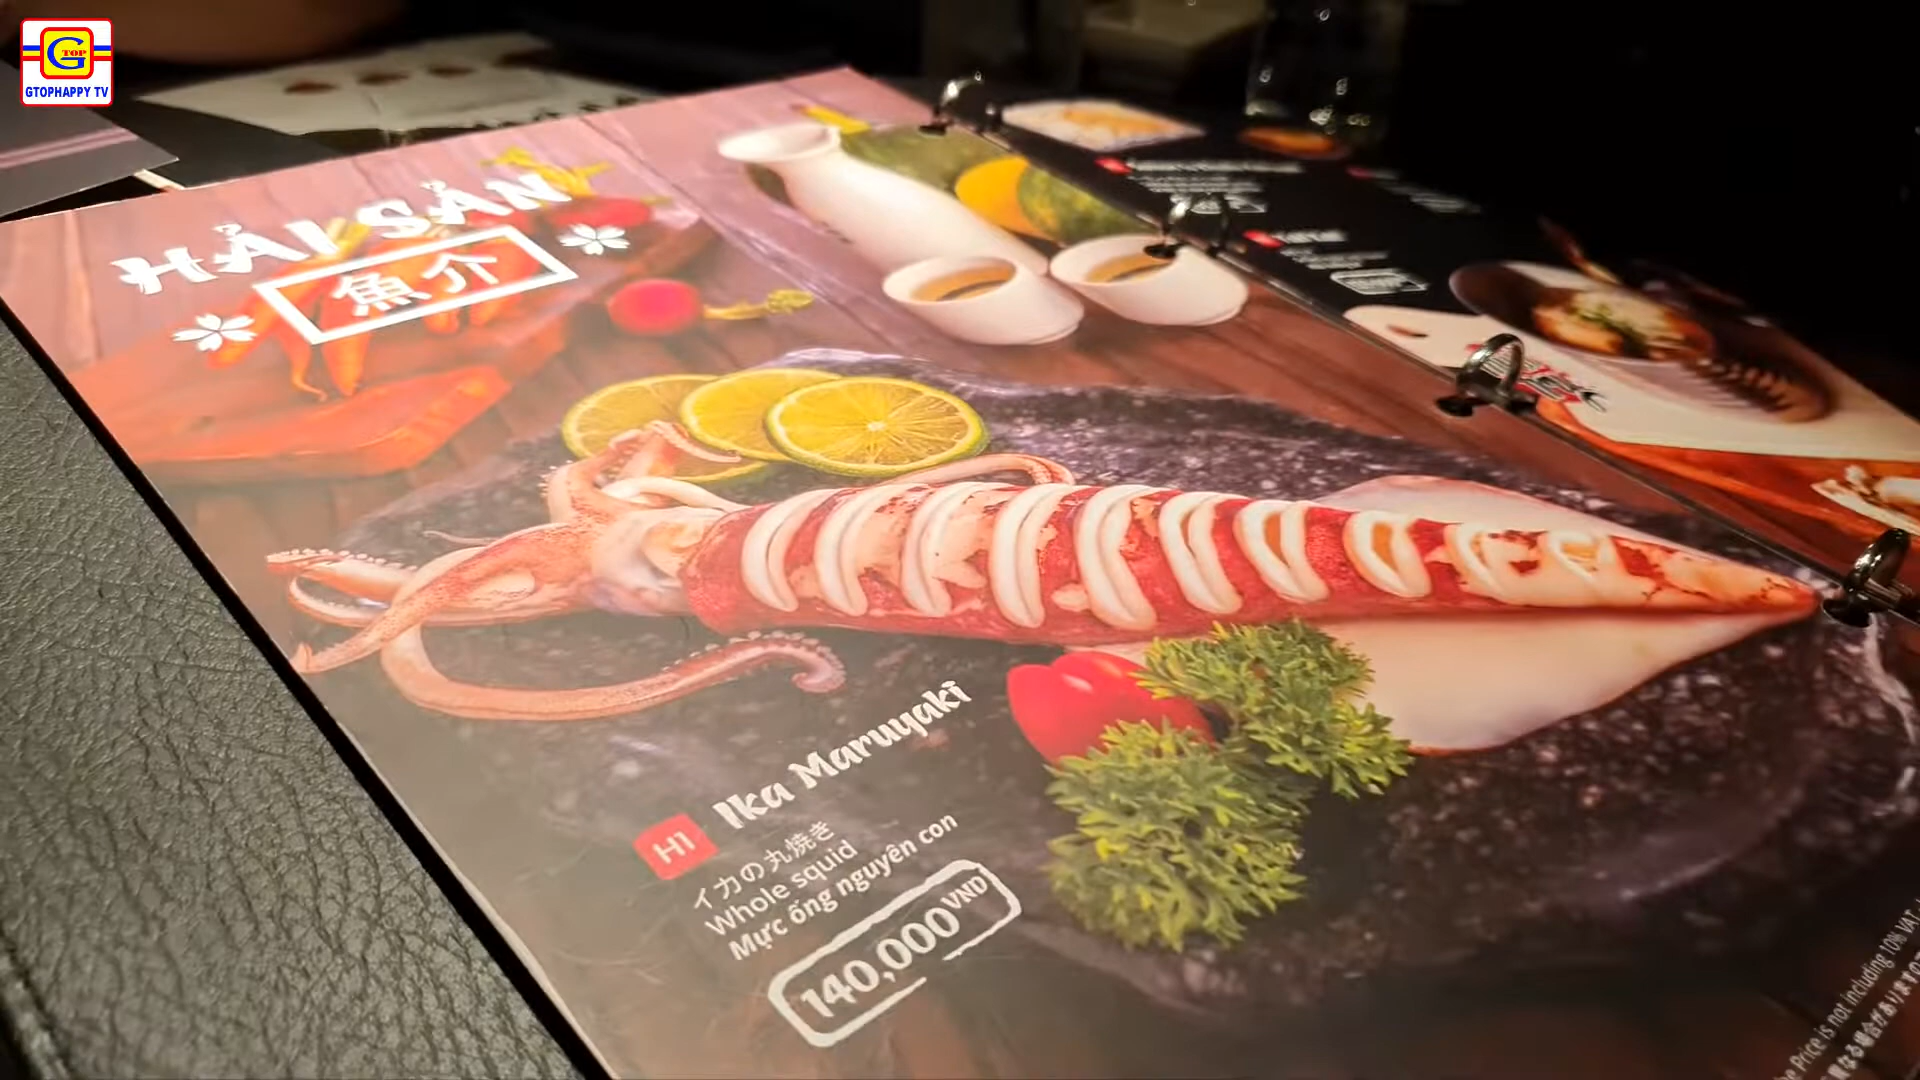 G TOP
GTOPHAPPY TV
HẢI SẢN
魚介
H1
Ika Maruyaki
イカの丸焼き
Whole squid
Mực ống nguyên con
140,000 VND
Price is not including 10% VAT